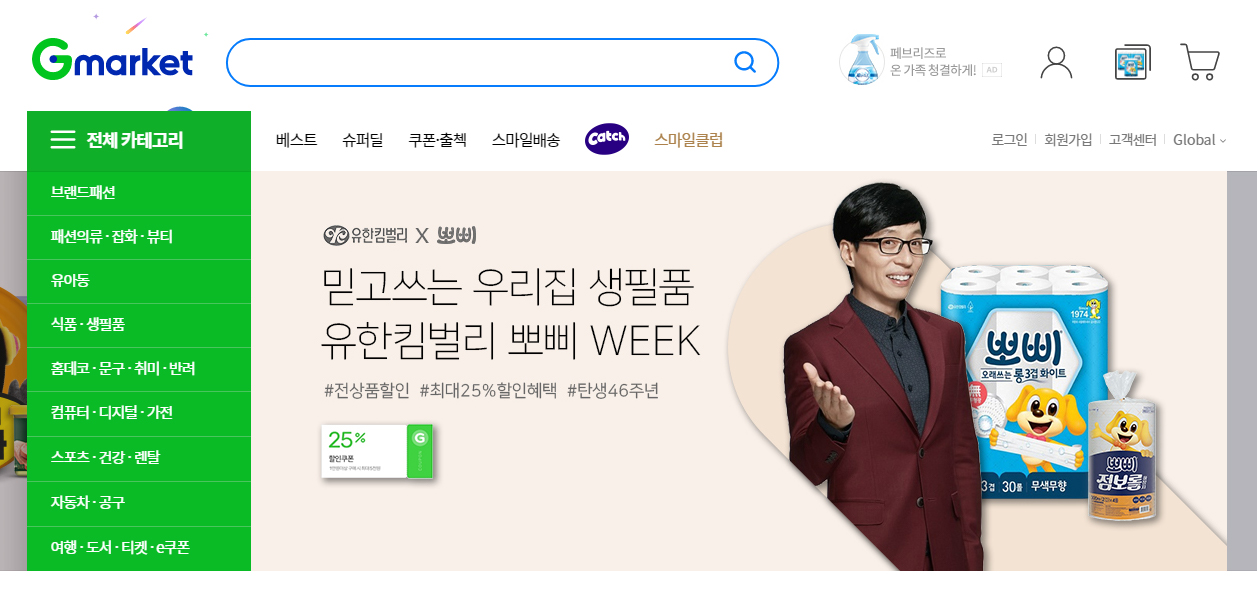 Gmarket
페브리즈로
온 가족 청결하게! AD
전체 카테고리
베스트 슈퍼딜 쿠폰·출첵 스마일배송 Catch 스마일클럽
로그인 회원가입 고객센터 Global
브랜드패션
패션의류 · 잡화 · 뷰티
유아동
식품 · 생필품
홈데코 · 문구 · 취미 · 반려
컴퓨터 · 디지털 · 가전
스포츠 · 건강 · 렌탈
자동차 · 공구
여행 · 도서 · 티켓 · e쿠폰
유한킴벌리 X 뽀삐
믿고쓰는 우리집 생필품
유한킴벌리 뽀삐 WEEK
#전상품할인 #최대25%할인혜택 #탄생46주년
25%
할인쿠폰
G
1974
뽀삐
오래쓰는 롱3겹 화이트
3겹 30롤 무색무향
뽀삐
점보롤